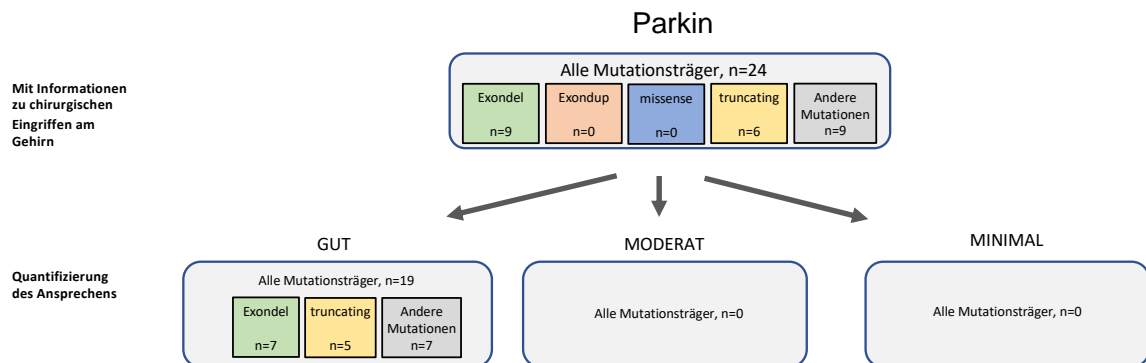 Parkin
Mit Informationen
zu chirurgischen
Eingriffen am
Gehirn
Alle Mutationsträger, n=24
Exondel
n=9
Exondup
n=0
missense
n=0
truncating
n=6
Andere
Mutationen
n=9
GUT
MODERAT
MINIMAL
Quantifizierung
des Ansprechens
Alle Mutationsträger, n=19
Exondel
n=7
truncating
n=5
Andere
Mutationen
n=7
Alle Mutationsträger, n=0
Alle Mutationsträger, n=0